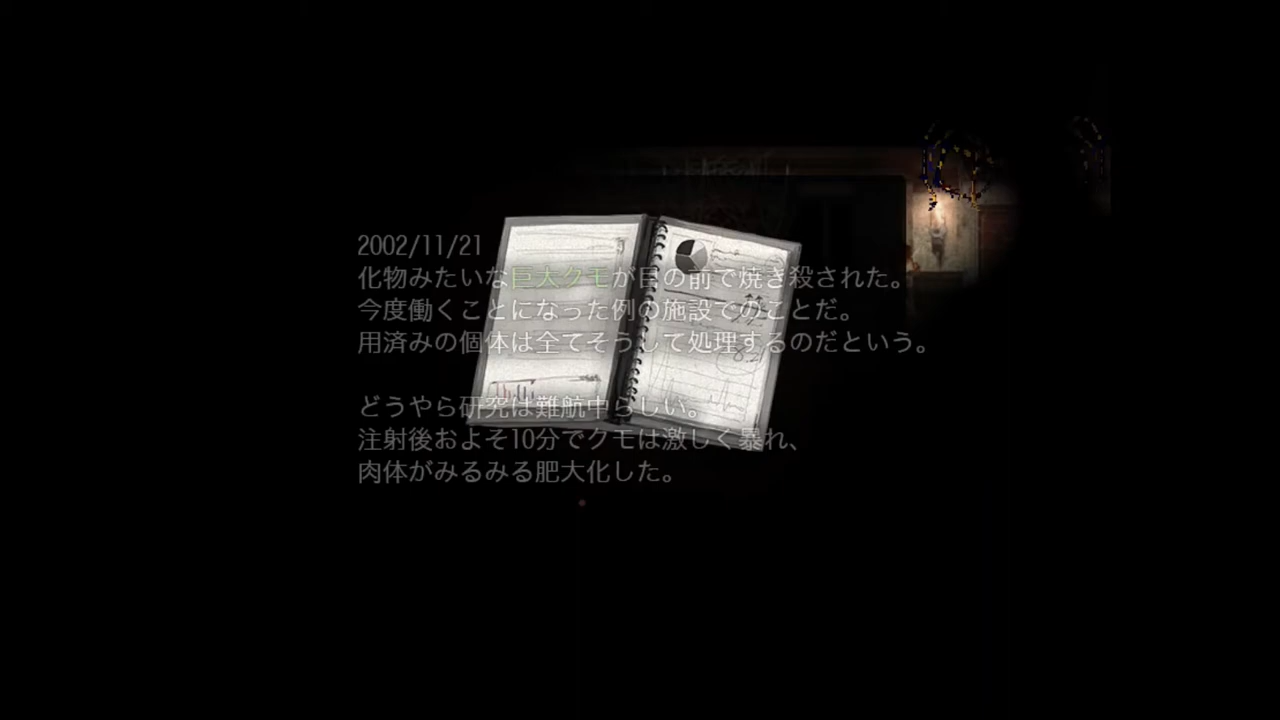 2002/11/21
化物みたいな巨大クモが目の前で焼き殺された。
今度働くことになった例の施設でのことだ。
用済みの個体は全てそうして処理するのだという。
どうやら研究は難航中らしい。
注射後およそ10分でクモは激しく暴れ、
肉体がみるみる肥大化した。